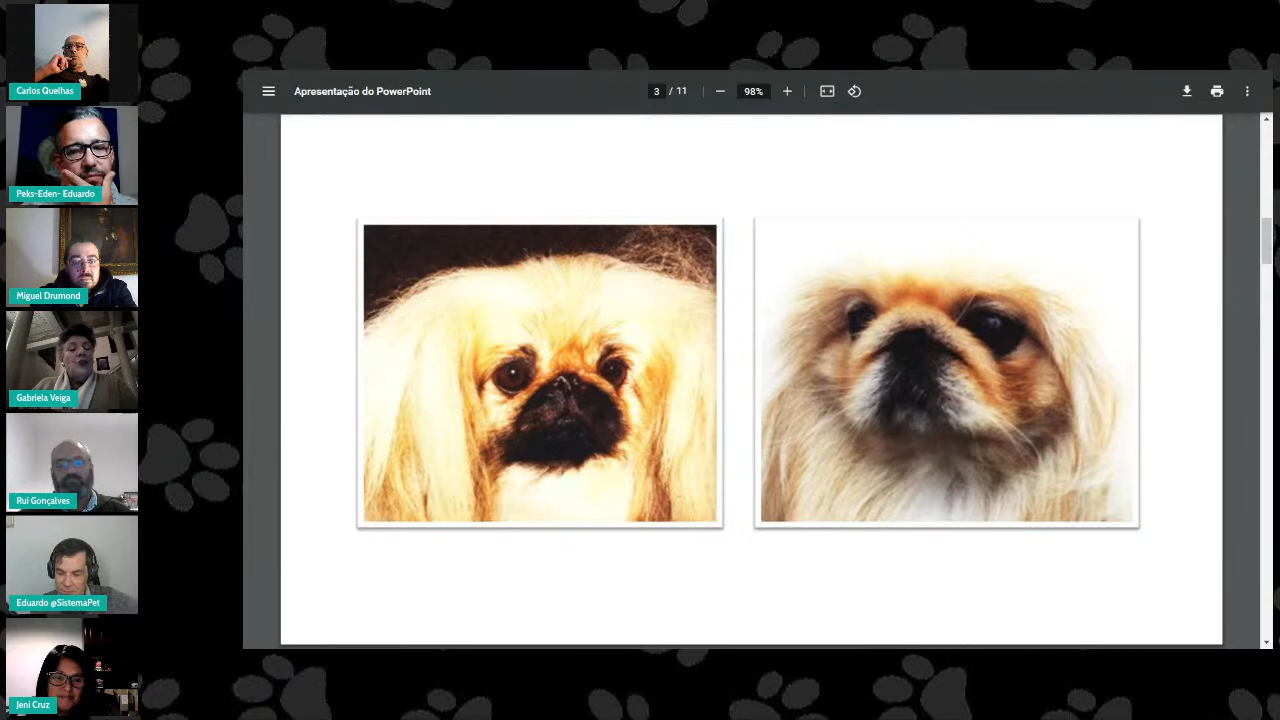 Carlos Quelhas
Peks-Eden- Eduardo
Miguel Drumond
Gabriela Veiga
Rui Gonçalves
Eduardo @SistemaPet
Jeni Cruz
Apresentação do PowerPoint
3 / 11
98%